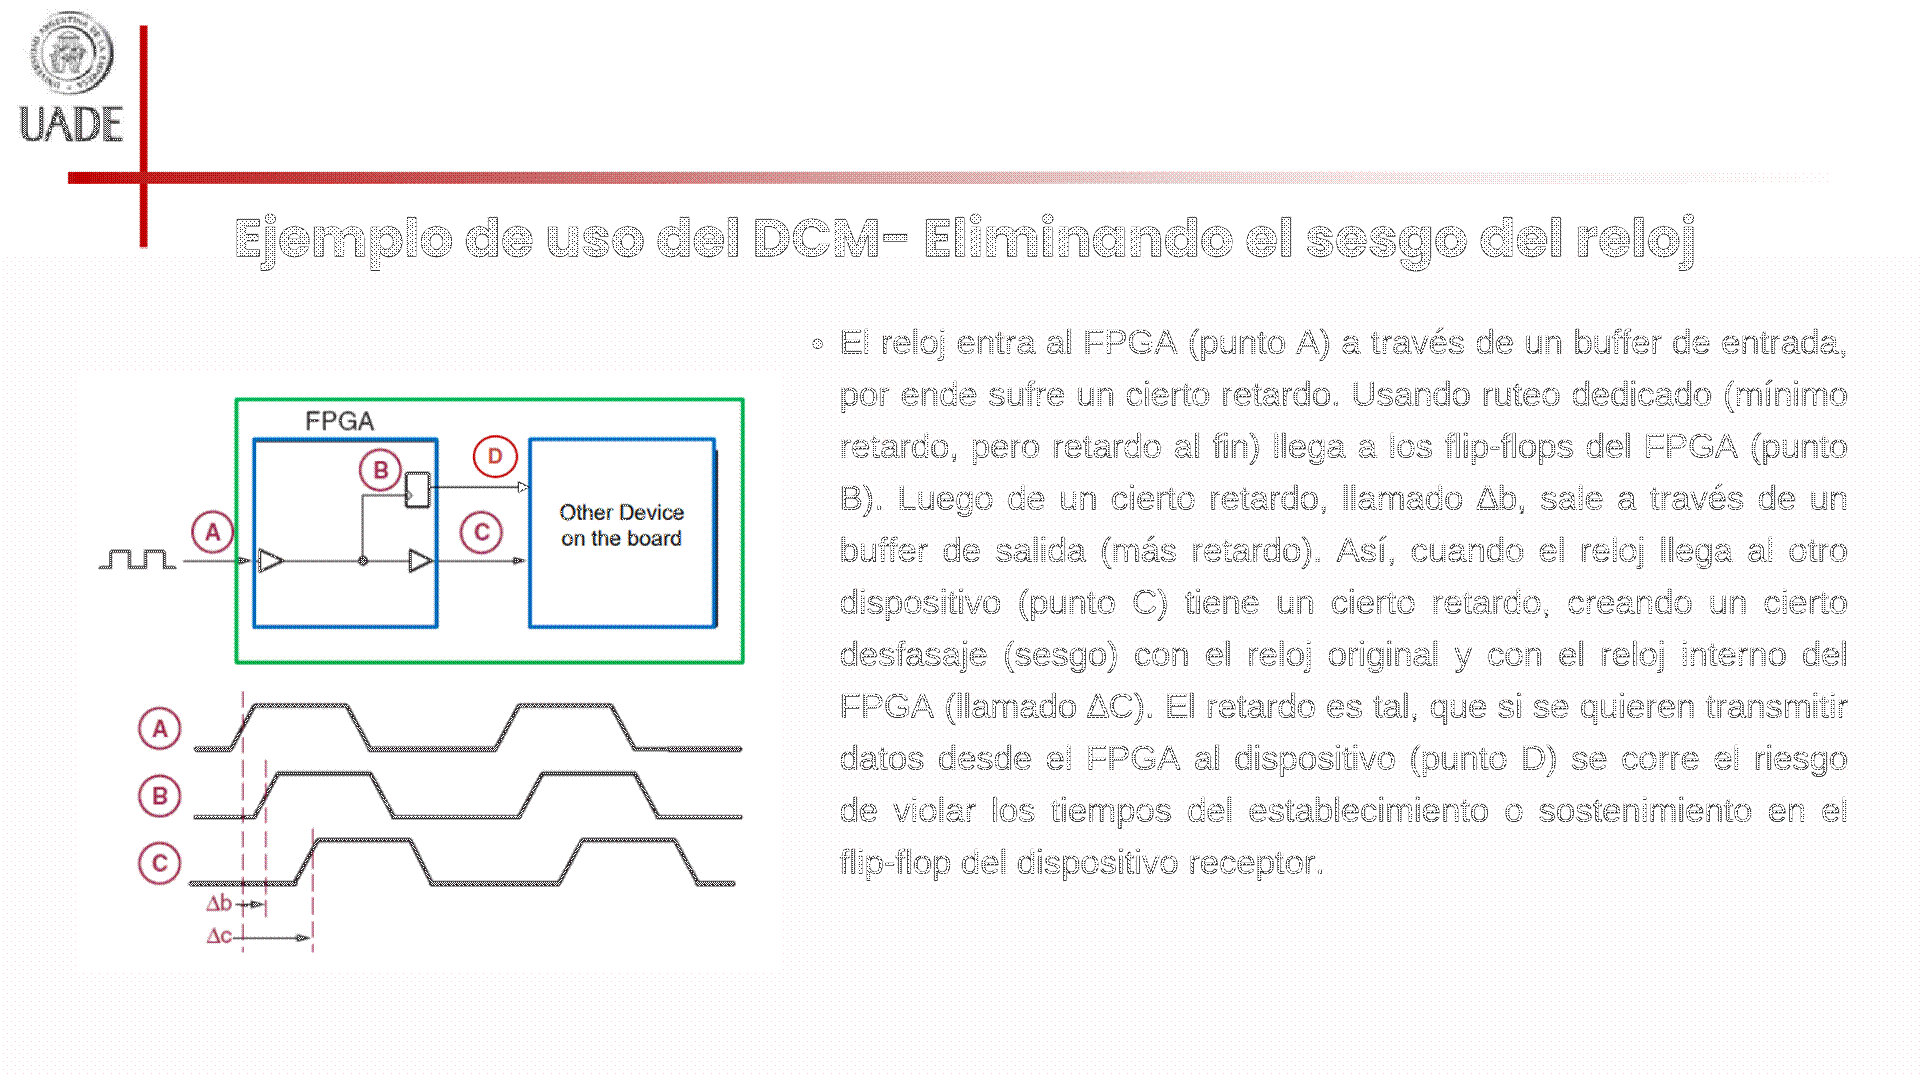 UADE
Ejemplo de uso del DCM- Eliminando el sesgo del reloj
• El reloj entra al FPGA (punto A) a través de un buffer de entrada,
por ende sufre un cierto retardo. Usando ruteo dedicado (mínimo
retardo, pero retardo al fin) llega a los flip-flops del FPGA (punto
B). Luego de un cierto retardo, llamado Δb, sale a través de un
buffer de salida (más retardo). Así, cuando el reloj llega al otro
dispositivo (punto C) tiene un cierto retardo, creando un cierto
desfasaje (sesgo) con el reloj original y con el reloj interno del
FPGA (llamado ΔC). El retardo es tal, que si se quieren transmitir
datos desde el FPGA al dispositivo (punto D) se corre el riesgo
de violar los tiempos del establecimiento o sostenimiento en el
flip-flop del dispositivo receptor.
FPGA
B
D
A
C
Other Device
on the board
A
B
C
Δb
Δc